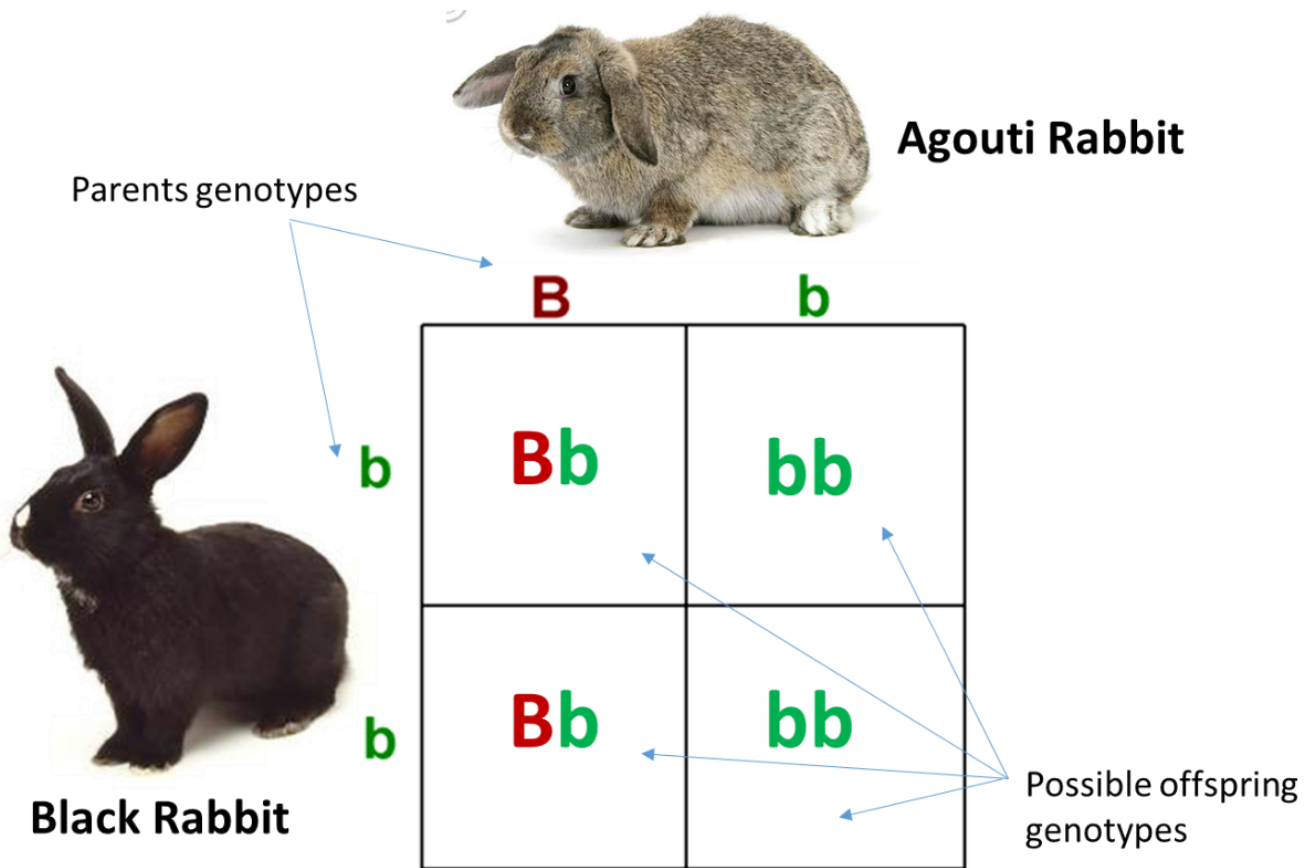 Agouti Rabbit
Parents genotypes
B b
b
Bb bb
b
Bb bb
Black Rabbit
Possible offspring
genotypes